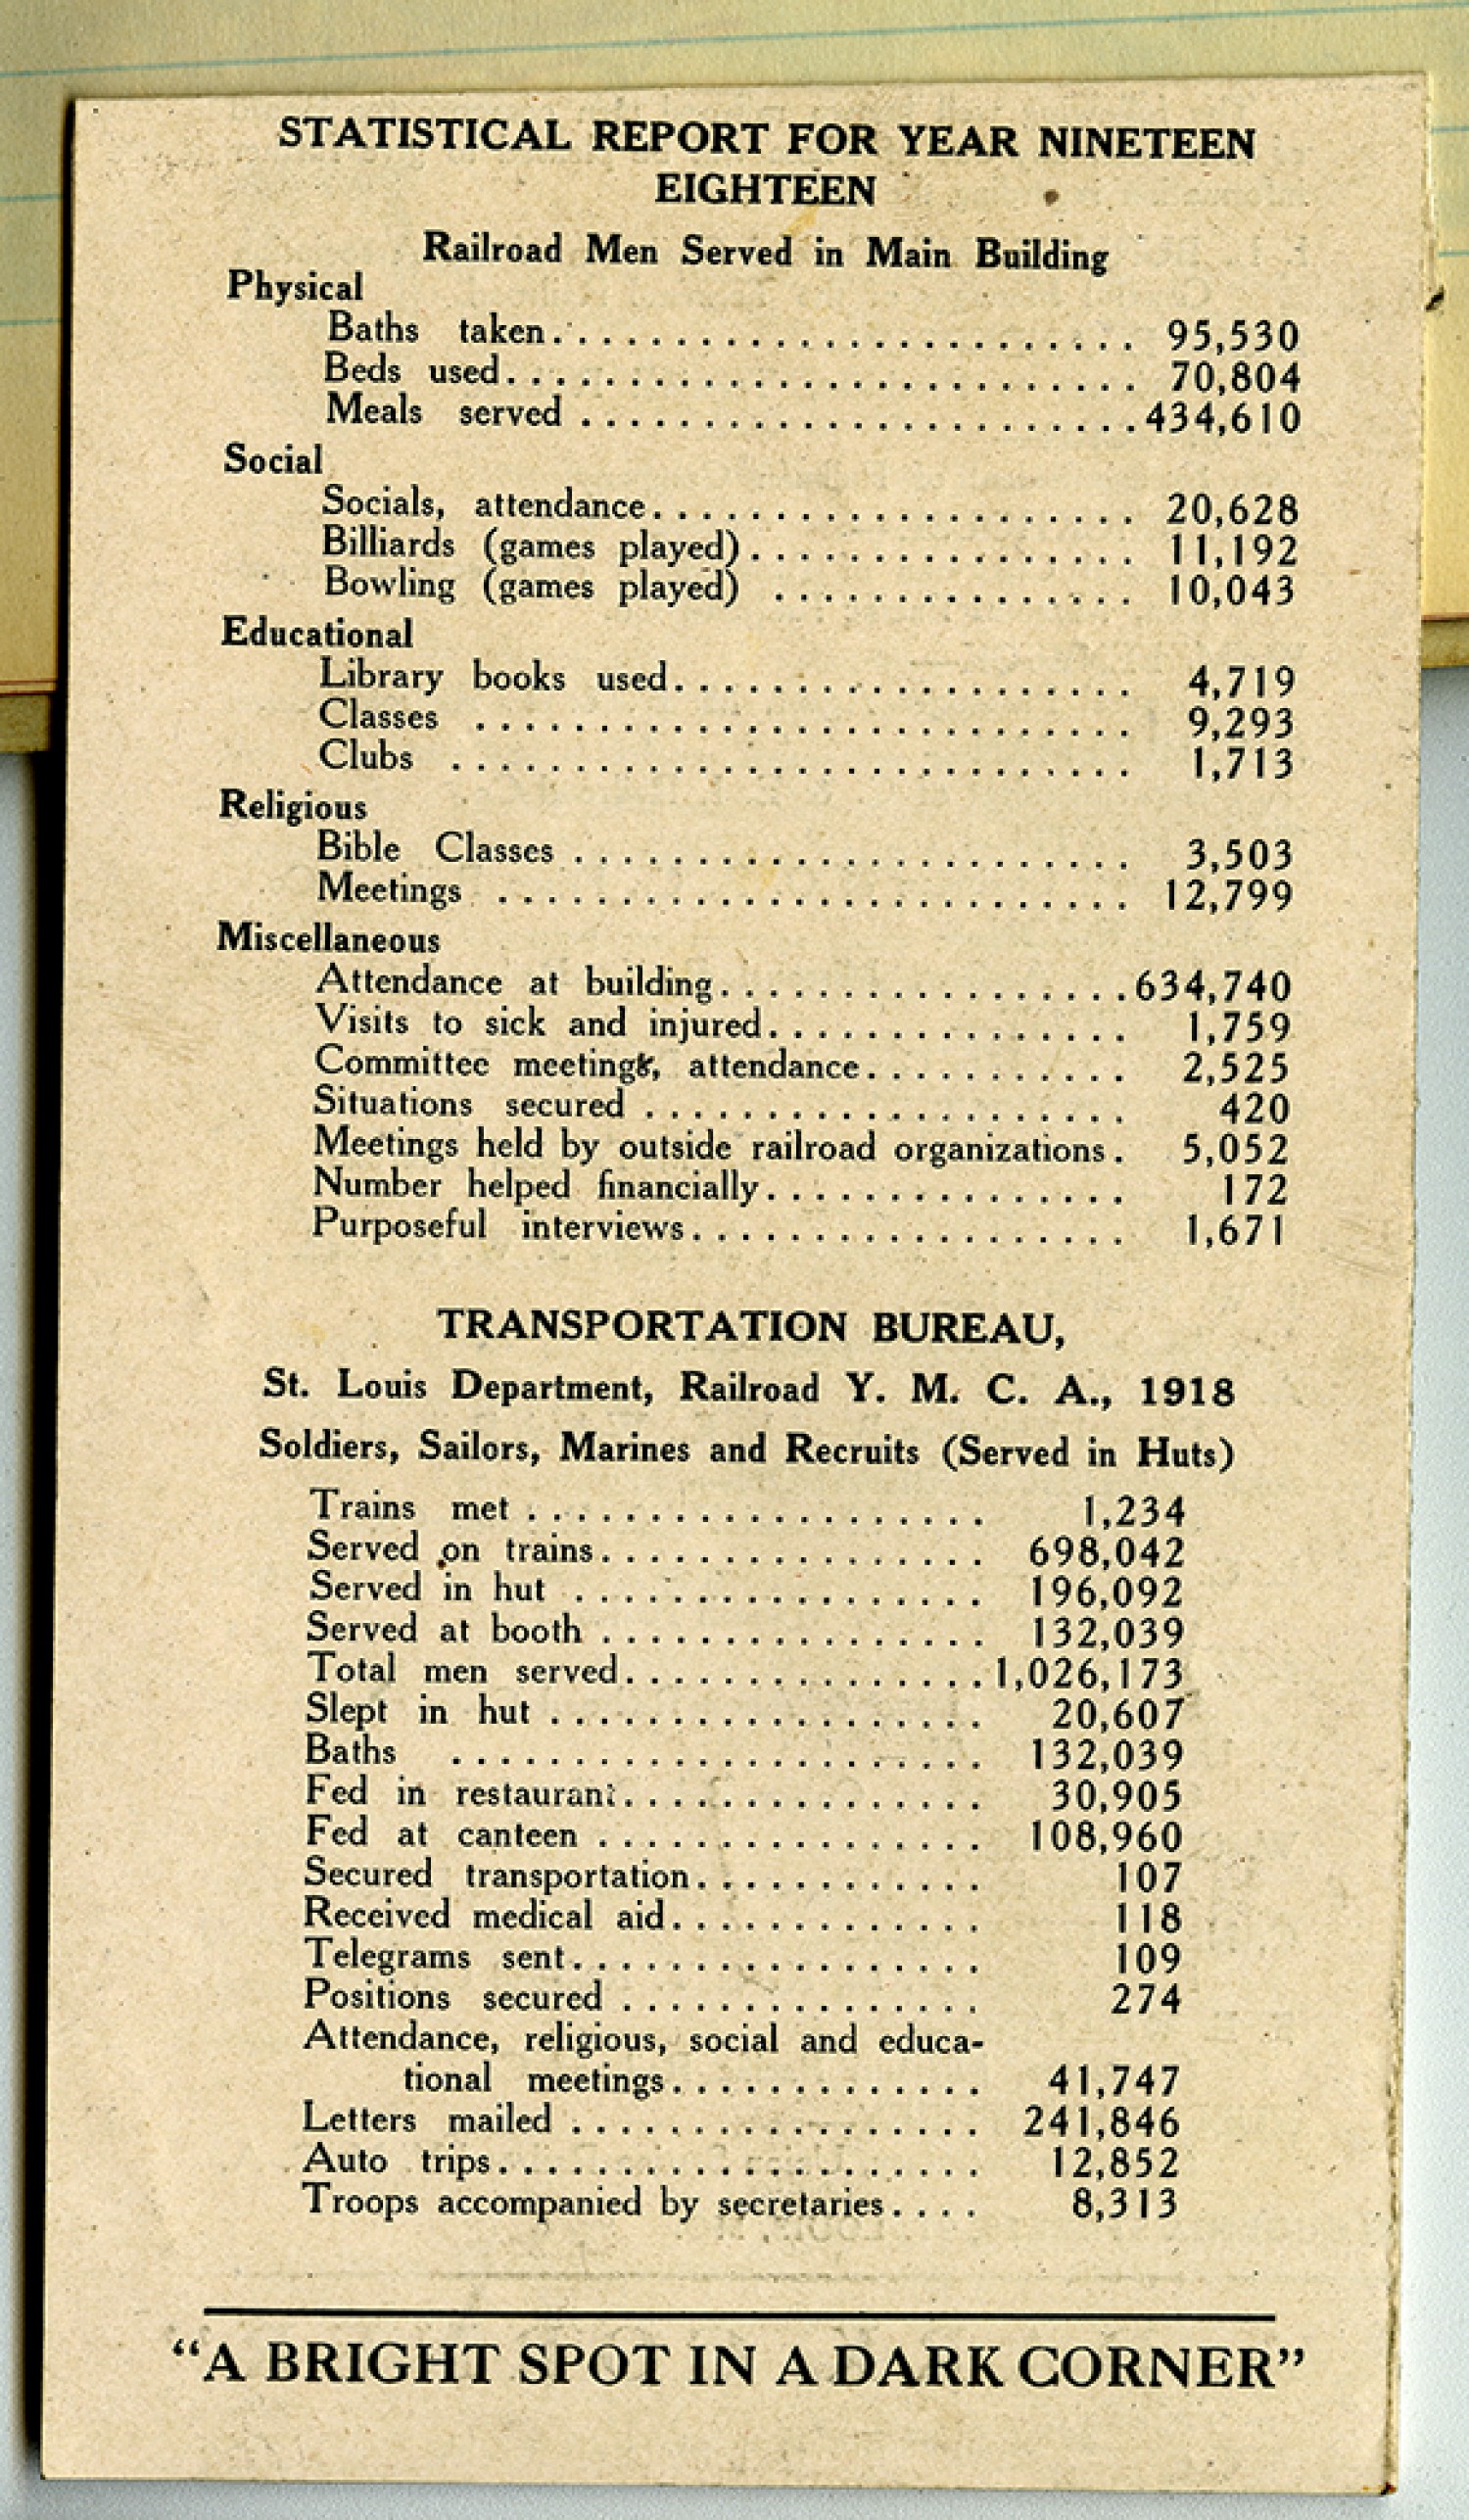 STATISTICAL REPORT FOR YEAR NINETEEN
EIGHTEEN
Railroad Men Served in Main Building
Physical
Baths taken. . . . . . . . . . . . . . . . . . . . . . . . 95,530
Beds used. . . . . . . . . . . . . . . . . . . . . . . . . . 70,804
Meals served . . . . . . . . . . . . . . . . . . . . . . . 434,610
Social
Socials, attendance. . . . . . . . . . . . . . . . . . . . 20,628
Billiards (games played). . . . . . . . . . . . . . . . 11,192
Bowling (games played) . . . . . . . . . . . . . . . 10,043
Educational
Library books used. . . . . . . . . . . . . . . . . . . 4,719
Classes . . . . . . . . . . . . . . . . . . . . . . . . . . . 9,293
Clubs . . . . . . . . . . . . . . . . . . . . . . . . . . . . 1,713
Religious
Bible Classes . . . . . . . . . . . . . . . . . . . . . . . 3,503
Meetings . . . . . . . . . . . . . . . . . . . . . . . . . . 12,799
Miscellaneous
Attendance at building. . . . . . . . . . . . . . . . . 634,740
Visits to sick and injured. . . . . . . . . . . . . . . 1,759
Committee meetings, attendance. . . . . . . . . . . 2,525
Situations secured . . . . . . . . . . . . . . . . . . . . 420
Meetings held by outside railroad organizations. 5,052
Number helped financially. . . . . . . . . . . . . . . 172
Purposeful interviews. . . . . . . . . . . . . . . . . . 1,671
TRANSPORTATION BUREAU,
St. Louis Department, Railroad Y. M. C. A., 1918
Soldiers, Sailors, Marines and Recruits (Served in Huts)
Trains met . . . . . . . . . . . . . . . . . . . 1,234
Served on trains. . . . . . . . . . . . . . . . 698,042
Served in hut . . . . . . . . . . . . . . . . . 196,092
Served at booth . . . . . . . . . . . . . . . . 132,039
Total men served. . . . . . . . . . . . . . . 1,026,173
Slept in hut . . . . . . . . . . . . . . . . . . 20,607
Baths . . . . . . . . . . . . . . . . . . . . . . 132,039
Fed in restaurant. . . . . . . . . . . . . . . 30,905
Fed at canteen . . . . . . . . . . . . . . . . 108,960
Secured transportation. . . . . . . . . . . . 107
Received medical aid. . . . . . . . . . . . . 118
Telegrams sent. . . . . . . . . . . . . . . . . 109
Positions secured . . . . . . . . . . . . . . . 274
Attendance, religious, social and educa-
tional meetings. . . . . . . . . . . . . 41,747
Letters mailed . . . . . . . . . . . . . . . . . 241,846
Auto trips. . . . . . . . . . . . . . . . . . . . 12,852
Troops accompanied by secretaries. . . . 8,313
“A BRIGHT SPOT IN A DARK CORNER”